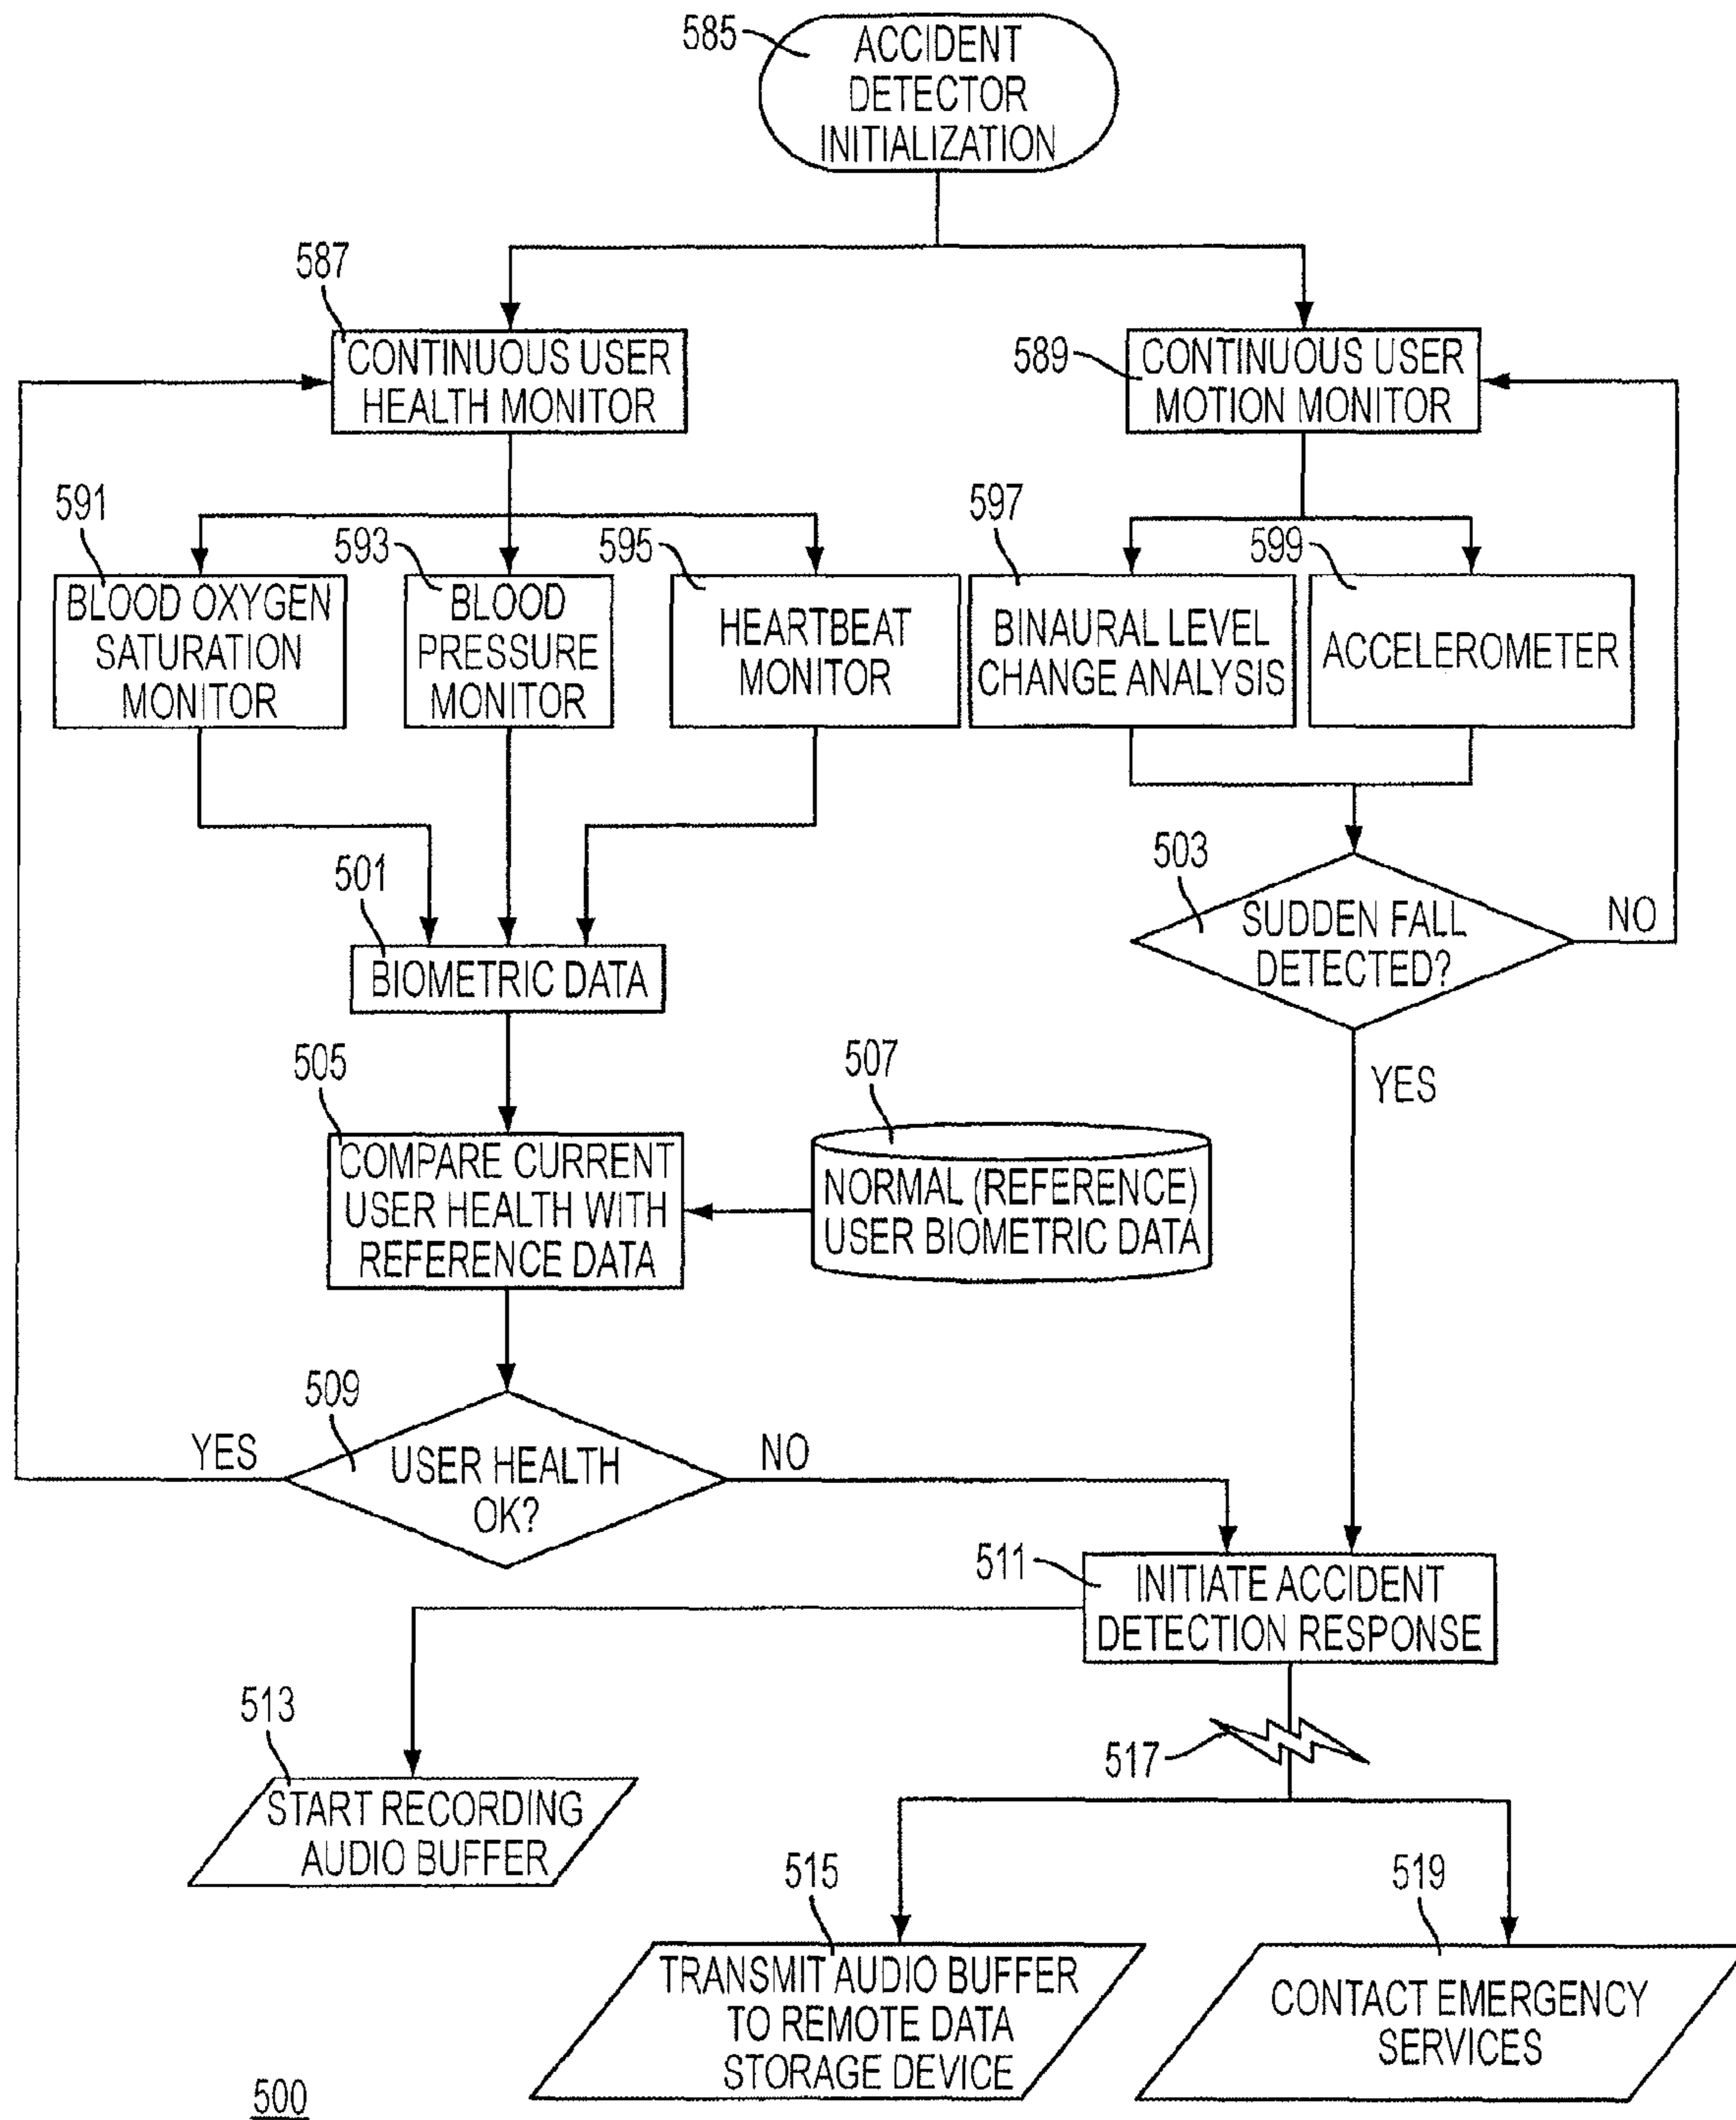 585
ACCIDENT
DETECTOR
INITIALIZATION
587
CONTINUOUS USER
HEALTH MONITOR
589
CONTINUOUS USER
MOTION MONITOR
591
BLOOD OXYGEN
SATURATION
MONITOR
593
BLOOD
PRESSURE
MONITOR
595
HEARTBEAT
MONITOR
597
BINAURAL LEVEL
CHANGE ANALYSIS
599
ACCELEROMETER
501
BIOMETRIC DATA
503
SUDDEN FALL
DETECTED?
NO
YES
505
COMPARE CURRENT
USER HEALTH WITH
REFERENCE DATA
507
NORMAL (REFERENCE)
USER BIOMETRIC DATA
509
USER HEALTH
OK?
YES
NO
511
INITIATE ACCIDENT
DETECTION RESPONSE
513
START RECORDING
AUDIO BUFFER
517
515
TRANSMIT AUDIO BUFFER
TO REMOTE DATA
STORAGE DEVICE
519
CONTACT EMERGENCY
SERVICES
500